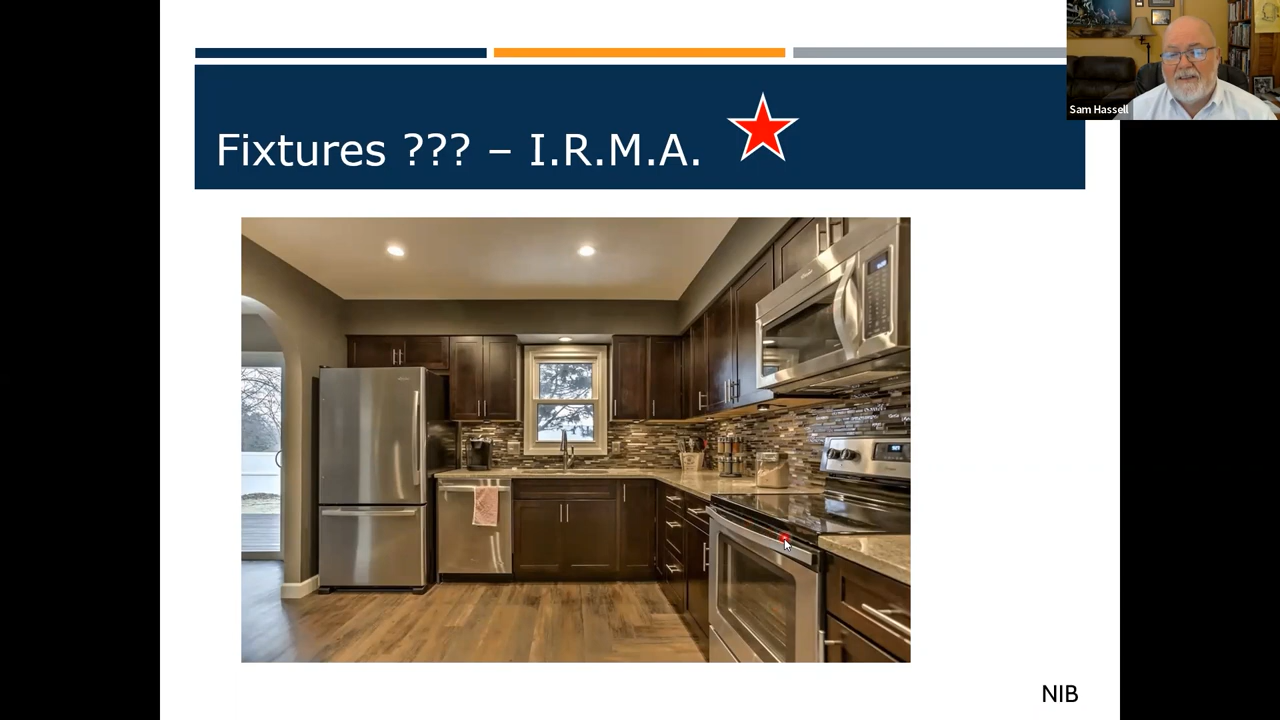 Sam Hassell
Fixtures ??? – I.R.M.A.
NIB